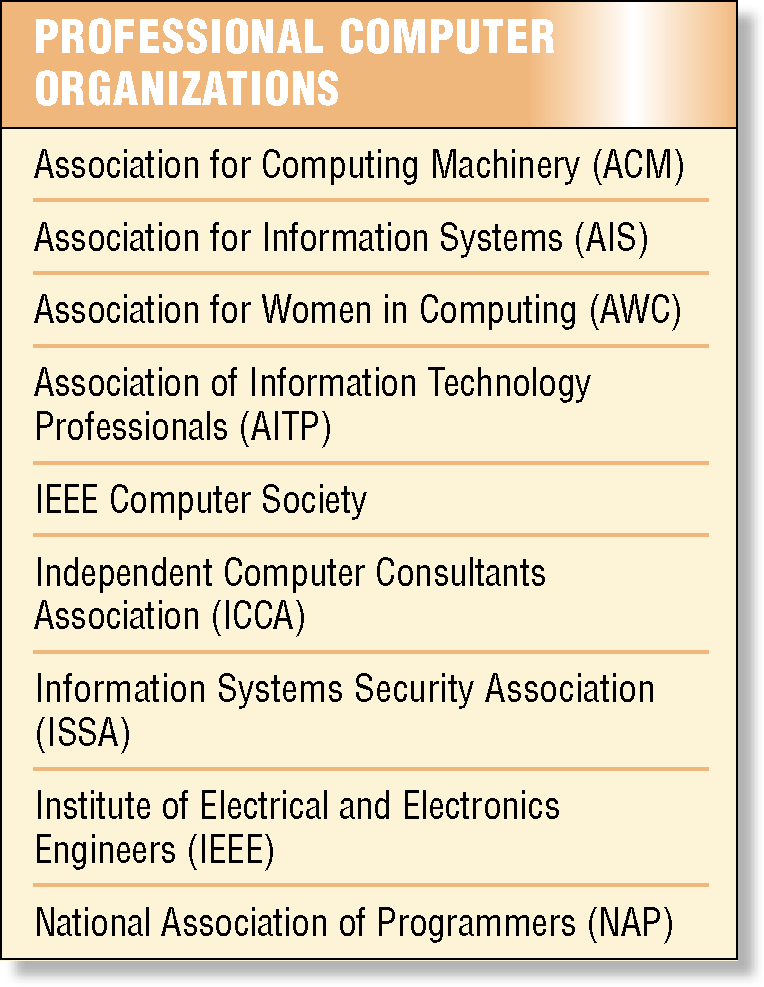 PROFESSIONAL COMPUTER
ORGANIZATIONS
Association for Computing Machinery (ACM)
Association for Information Systems (AIS)
Association for Women in Computing (AWC)
Association of Information Technology
Professionals (AITP)
IEEE Computer Society
Independent Computer Consultants
Association (ICCA)
Information Systems Security Association
(ISSA)
Institute of Electrical and Electronics
Engineers (IEEE)
National Association of Programmers (NAP)